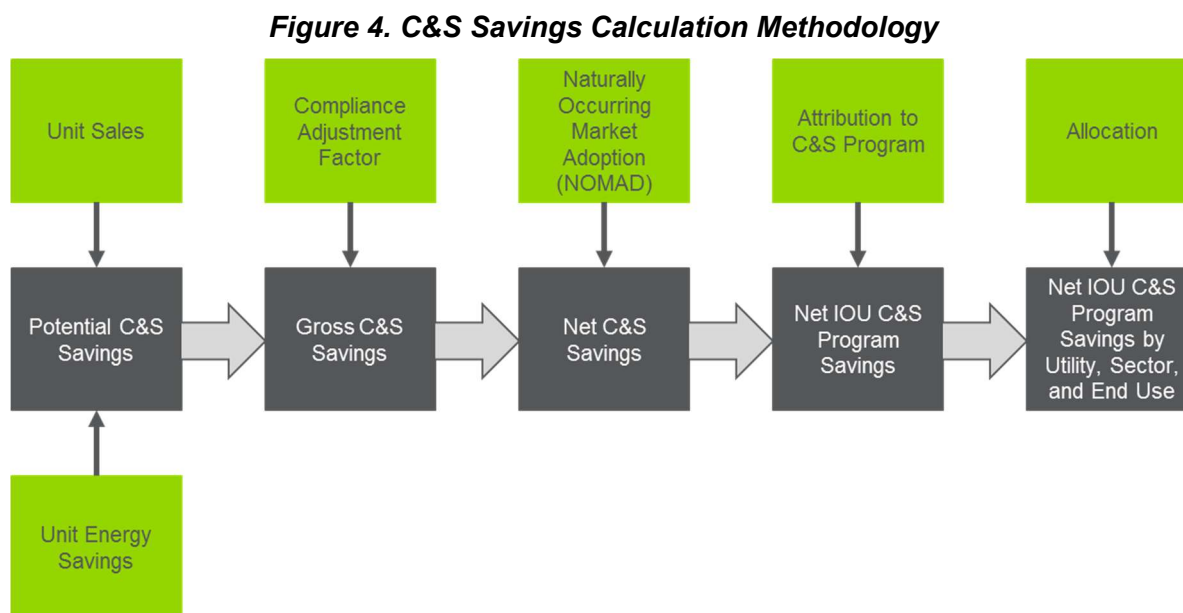 Figure 4. C&S Savings Calculation Methodology
Unit Sales
Compliance
Adjustment
Factor
Naturally
Occurring
Market
Adoption
(NOMAD)
Attribution to
C&S Program
Allocation
Potential C&S
Savings
Gross C&S
Savings
Net C&S
Savings
Net IOU C&S
Program
Savings
Net IOU C&S
Program
Savings by
Utility, Sector,
and End Use
Unit Energy
Savings